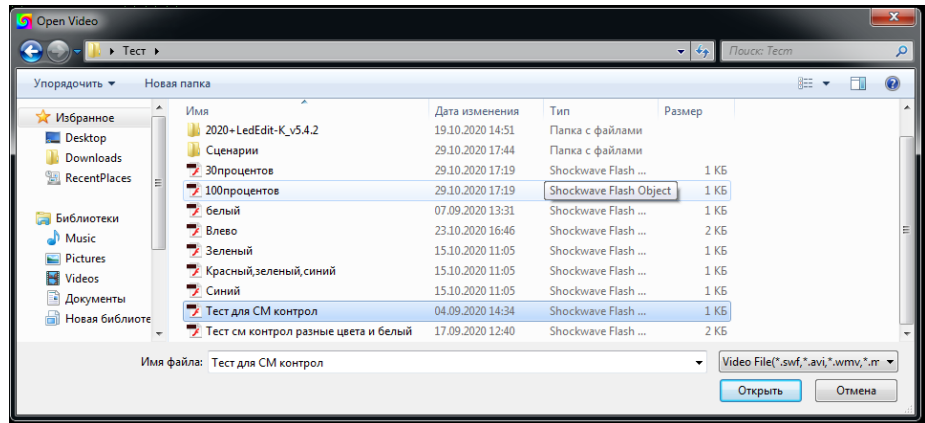 Open Video
Тест
Поиск: Тест
Упорядочить
Новая папка
Избранное
Desktop
Downloads
RecentPlaces
Библиотеки
Music
Pictures
Videos
Документы
Новая библиоте
Имя Дата изменения Тип Размер
2020+LedEdit-K_v5.4.2 19.10.2020 14:51 Папка с файлами
Сценарии 29.10.2020 17:44 Папка с файлами
30процентов 29.10.2020 17:19 Shockwave Flash ... 1 КБ
100процентов 29.10.2020 17:19 Shockwave Flash Object 1 КБ
белый 07.09.2020 13:31 Shockwave Flash ... 1 КБ
Влево 23.10.2020 16:46 Shockwave Flash ... 2 КБ
Зеленый 15.10.2020 11:05 Shockwave Flash ... 1 КБ
Красный,зеленый,синий 15.10.2020 11:05 Shockwave Flash ... 1 КБ
Синий 15.10.2020 11:05 Shockwave Flash ... 1 КБ
Тест для СМ контрол 04.09.2020 14:34 Shockwave Flash ... 1 КБ
Тест см контрол разные цвета и белый 17.09.2020 12:40 Shockwave Flash ... 2 КБ
Имя файла: Тест для СМ контрол
Video File(*.swf,*.avi,*.wmv,*.m
Открыть
Отмена